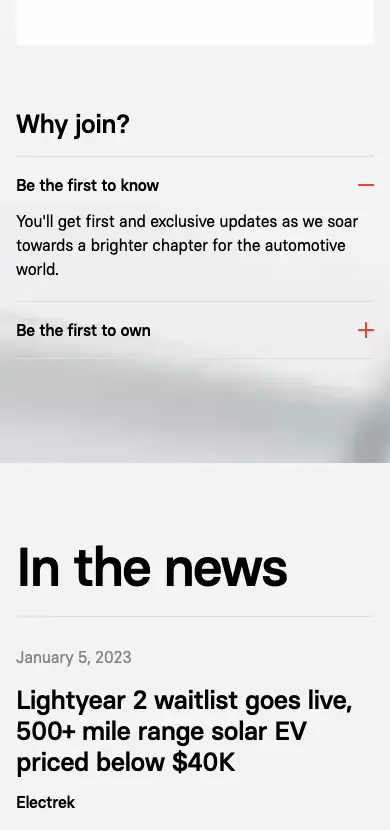 Why join?
Be the first to know
You'll get first and exclusive updates as we soar
towards a brighter chapter for the automotive
world.
Be the first to own
In the news
January 5, 2023
Lightyear 2 waitlist goes live,
500+ mile range solar EV
priced below $40K
Electrek